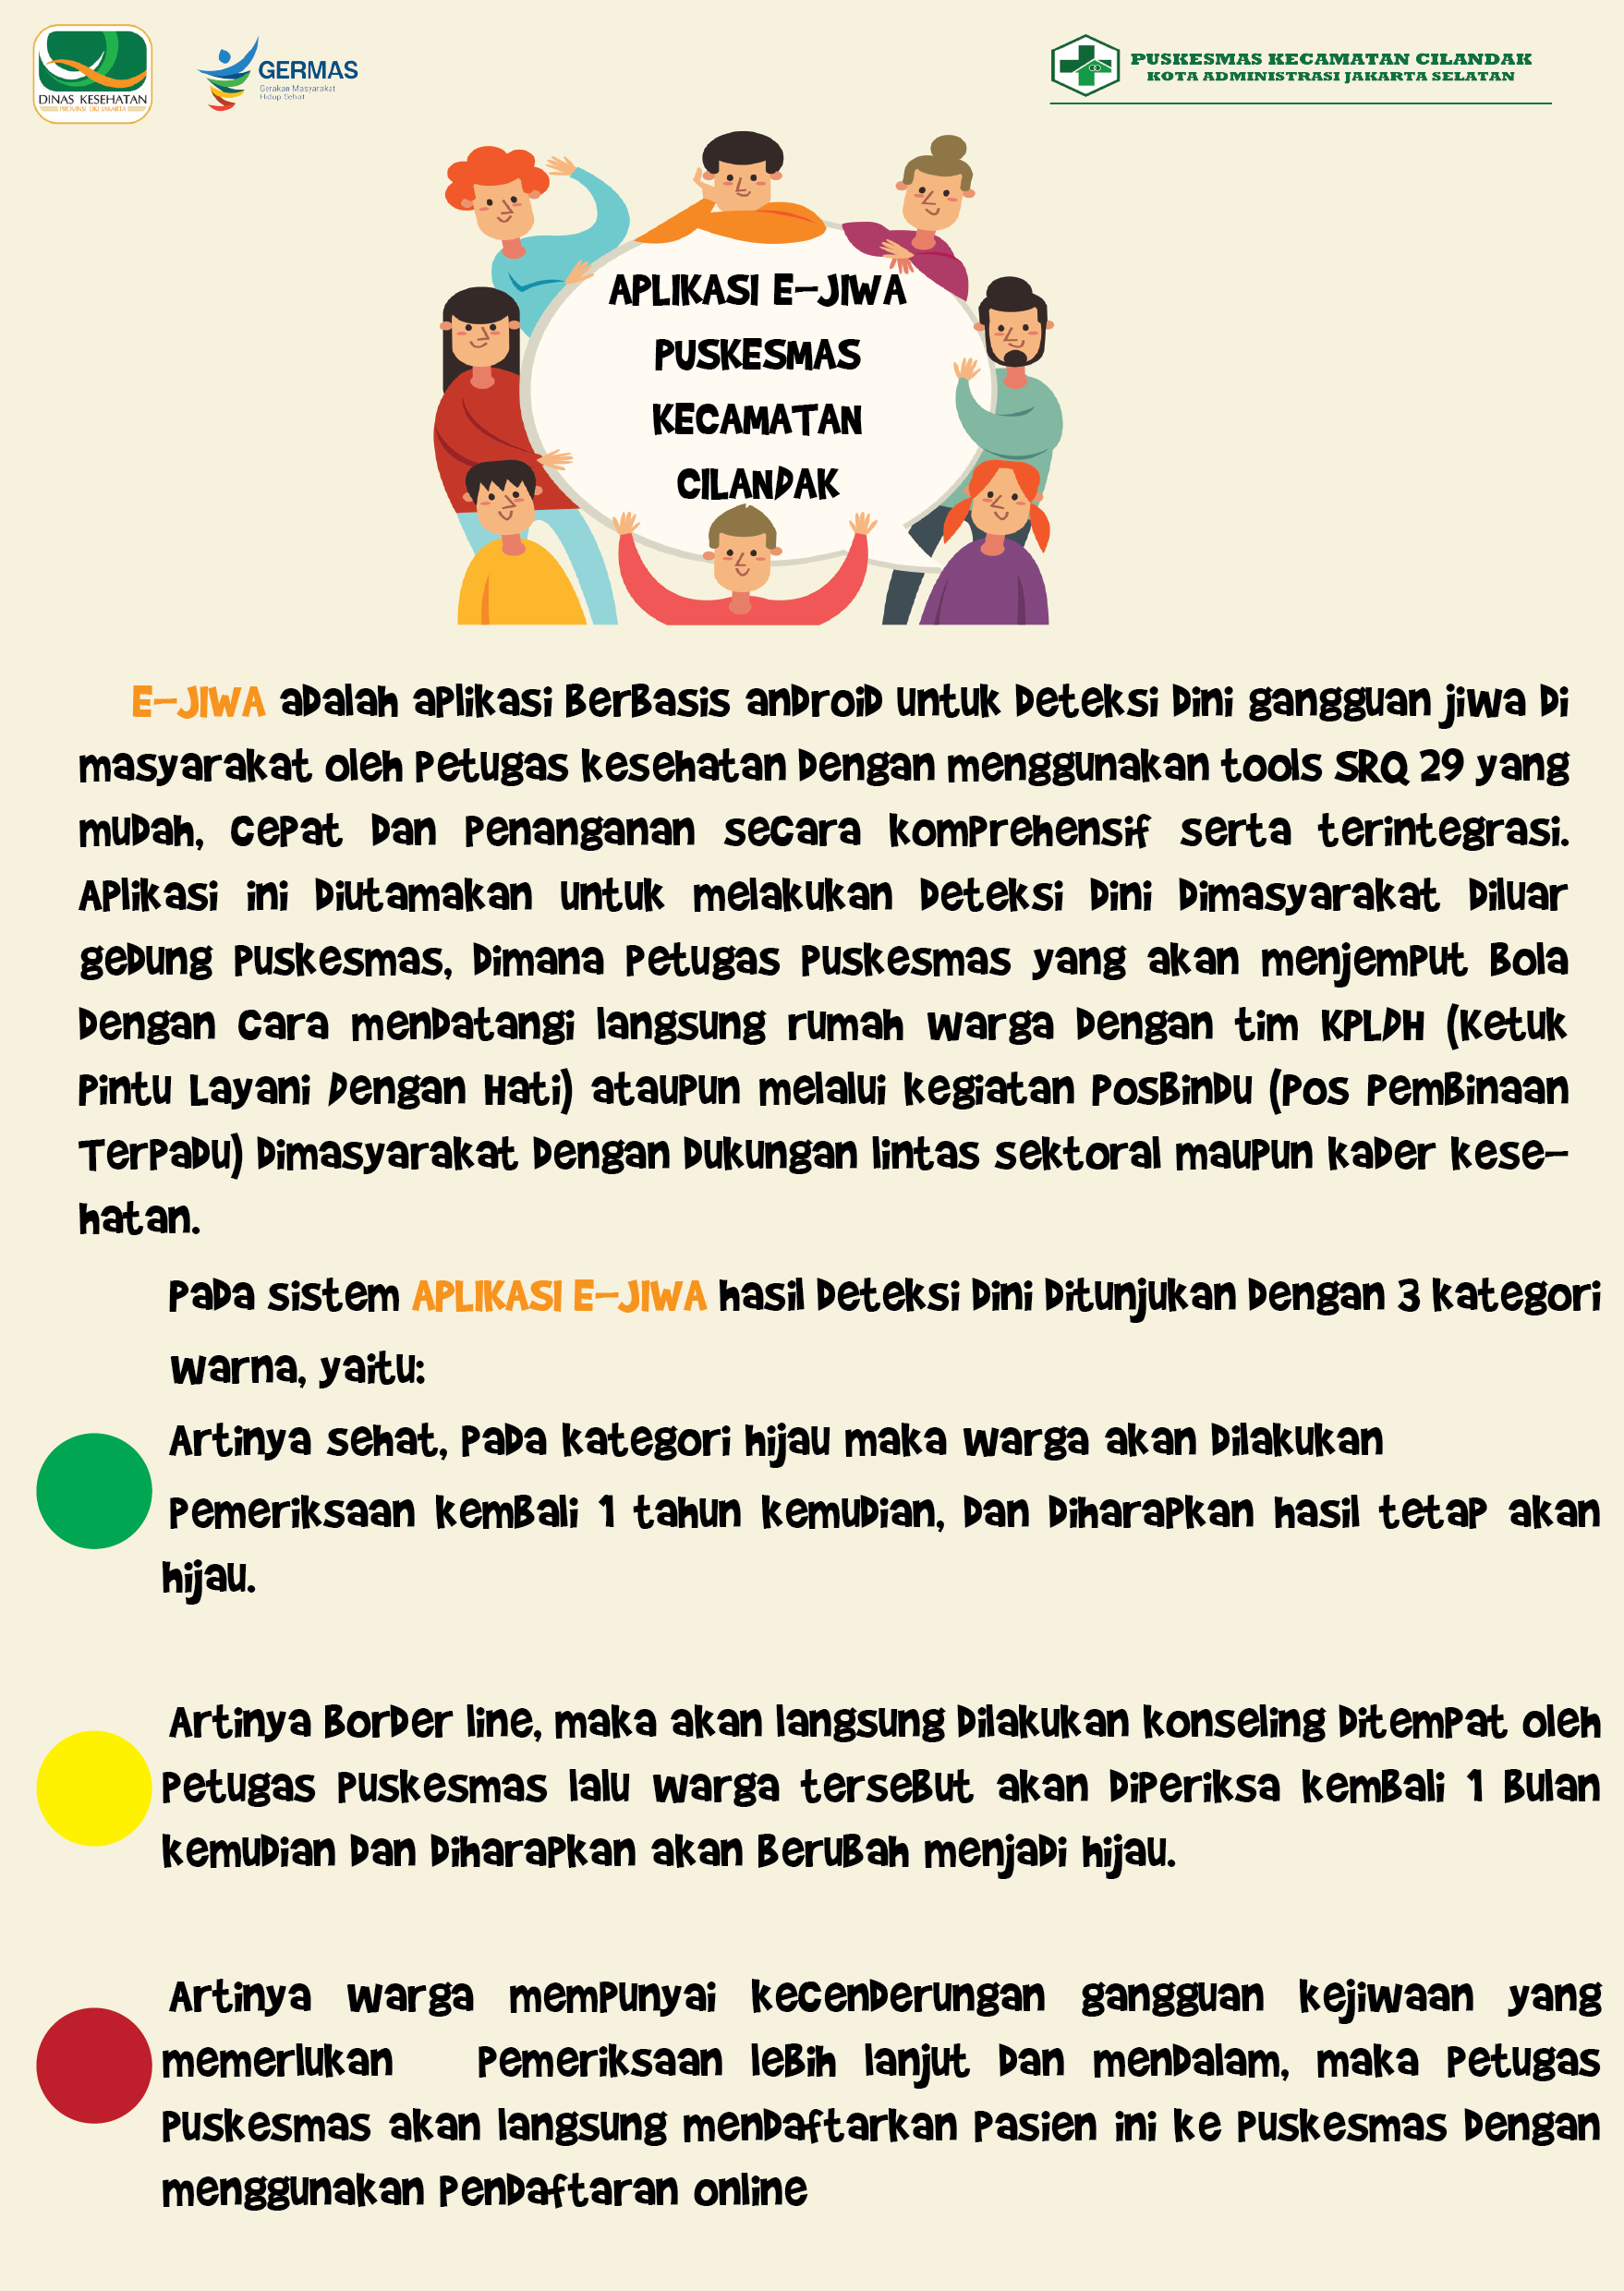 DINAS KESEHATAN
PROVINSI DKI JAKARTA
GERMAS
Gerakan Masyarakat
Hidup Sehat
PUSKESMAS KECAMATAN CILANDAK
KOTA ADMINISTRASI JAKARTA SELATAN
APLIKASI E-JIWA
PUSKESMAS
KECAMATAN
CILANDAK
E-JIWA adalah aplikasi berbasis android untuk deteksi dini gangguan jiwa di
masyarakat oleh petugas kesehatan dengan menggunakan tools SRQ 29 yang
mudah, cepat dan penanganan secara komprehensif serta terintegrasi.
Aplikasi ini diutamakan untuk melakukan deteksi dini dimasyarakat diluar
gedung puskesmas, dimana petugas puskesmas yang akan menjemput bola
dengan cara mendatangi langsung rumah warga dengan tim KPLDH (Ketuk
Pintu Layani Dengan Hati) ataupun melalui kegiatan posbindu (Pos Pembinaan
Terpadu) dimasyarakat dengan dukungan lintas sektoral maupun kader kese-
hatan.
Pada sistem APLIKASI E-JIWA hasil deteksi dini ditunjukan dengan 3 kategori
warna, yaitu:
Artinya sehat, pada kategori hijau maka warga akan dilakukan
pemeriksaan kembali 1 tahun kemudian, dan diharapkan hasil tetap akan
hijau.
Artinya border line, maka akan langsung dilakukan konseling ditempat oleh
petugas puskesmas lalu warga tersebut akan diperiksa kembali 1 bulan
kemudian dan diharapkan akan berubah menjadi hijau.
Artinya warga mempunyai kecenderungan gangguan kejiwaan yang
memerlukan pemeriksaan lebih lanjut dan mendalam, maka petugas
puskesmas akan langsung mendaftarkan pasien ini ke puskesmas dengan
menggunakan pendaftaran online